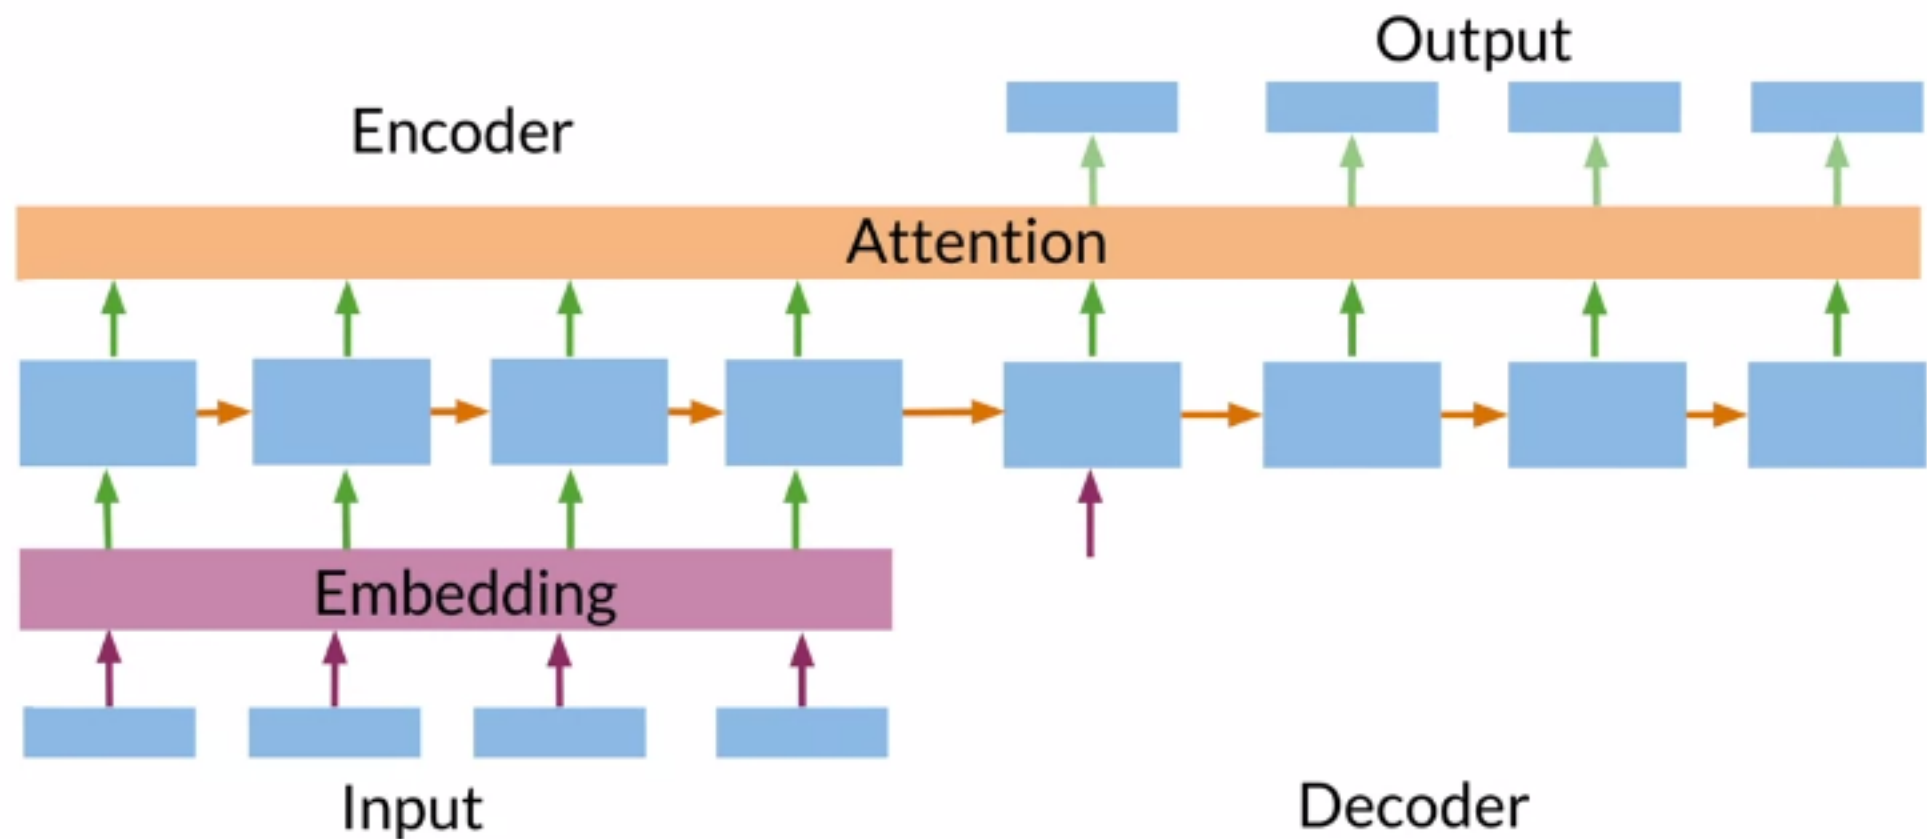 Output
Encoder
Attention
Embedding
Input
Decoder